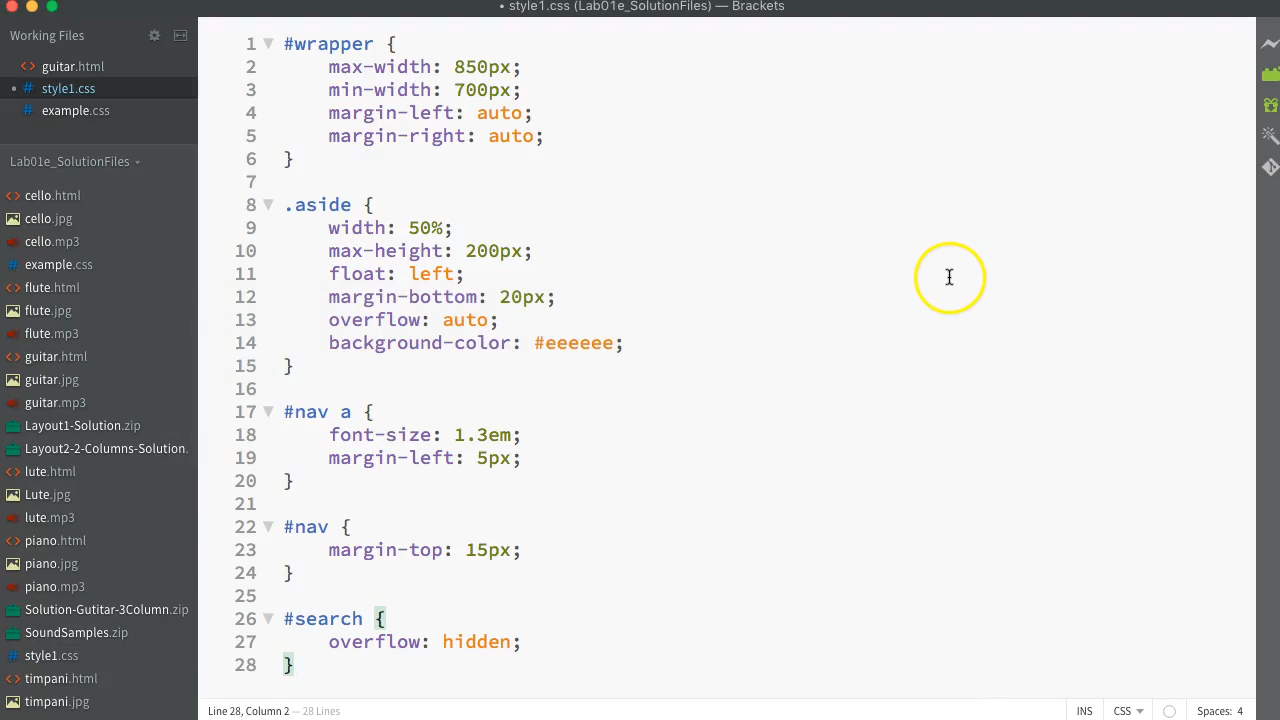 • style1.css (Lab01e_SolutionFiles) — Brackets
Working Files
guitar.html
• # style1.css
# example.css
Lab01e_SolutionFiles
cello.html
cello.jpg
cello.mp3
# example.css
flute.html
flute.jpg
flute.mp3
guitar.html
guitar.jpg
guitar.mp3
Layout1-Solution.zip
Layout2-2-Columns-Solution.
lute.html
Lute.jpg
lute.mp3
piano.html
piano.jpg
piano.mp3
Solution-Gutitar-3Column.zip
SoundSamples.zip
# style1.css
timpani.html
timpani.jpg
1 #wrapper {
2 max-width: 850px;
3 min-width: 700px;
4 margin-left: auto;
5 margin-right: auto;
6 }
7
8 .aside {
9 width: 50%;
10 max-height: 200px;
11 float: left;
12 margin-bottom: 20px;
13 overflow: auto;
14 background-color: #eeeeee;
15 }
16
17 #nav a {
18 font-size: 1.3em;
19 margin-left: 5px;
20 }
21
22 #nav {
23 margin-top: 15px;
24 }
25
26 #search {
27 overflow: hidden;
28 }
Line 28, Column 2 — 28 Lines
INS
CSS
Spaces: 4